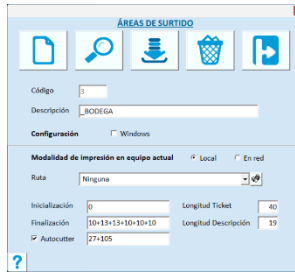 ÁREAS DE SURTIDO
Código 3
Descripción _BODEGA
Configuración Windows
Modalidad de impresión en equipo actual Local En red
Ruta Ninguna
Inicialización 0 Longitud Ticket 40
Finalización 10+13+13+10+10+10 Longitud Descripción 19
Autocutter 27+105
?